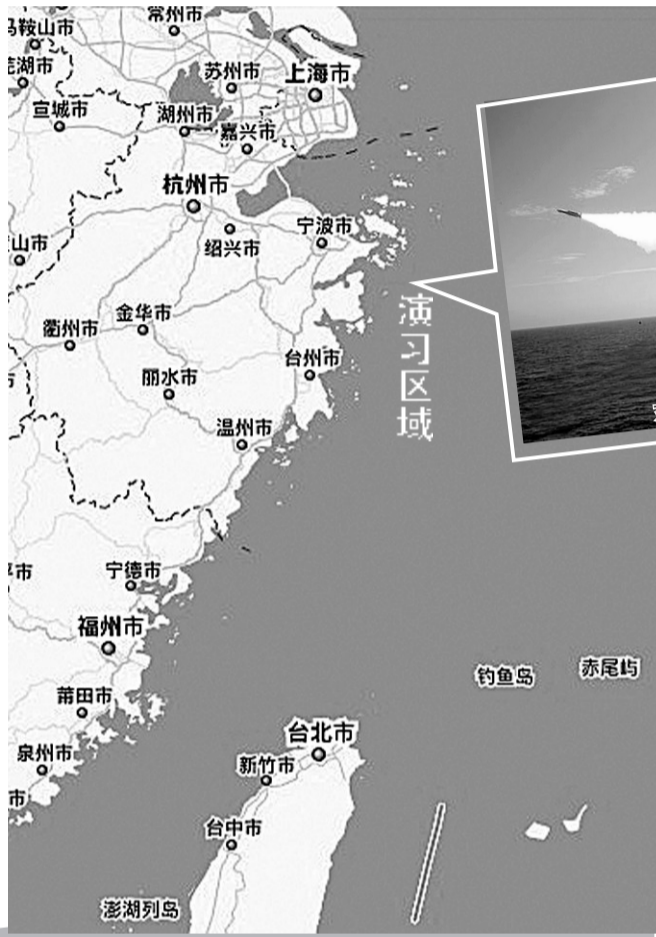 常州市
马鞍山市
苏州市
上海市
芜湖市
宣城市
湖州市
嘉兴市
杭州市
宁波市
绍兴市
山市
金华市
衢州市
演习区域
台州市
丽水市
温州市
宁德市
市
福州市
钓鱼岛
赤尾屿
莆田市
台北市
泉州市
新竹市
市
台中市
澎湖列岛